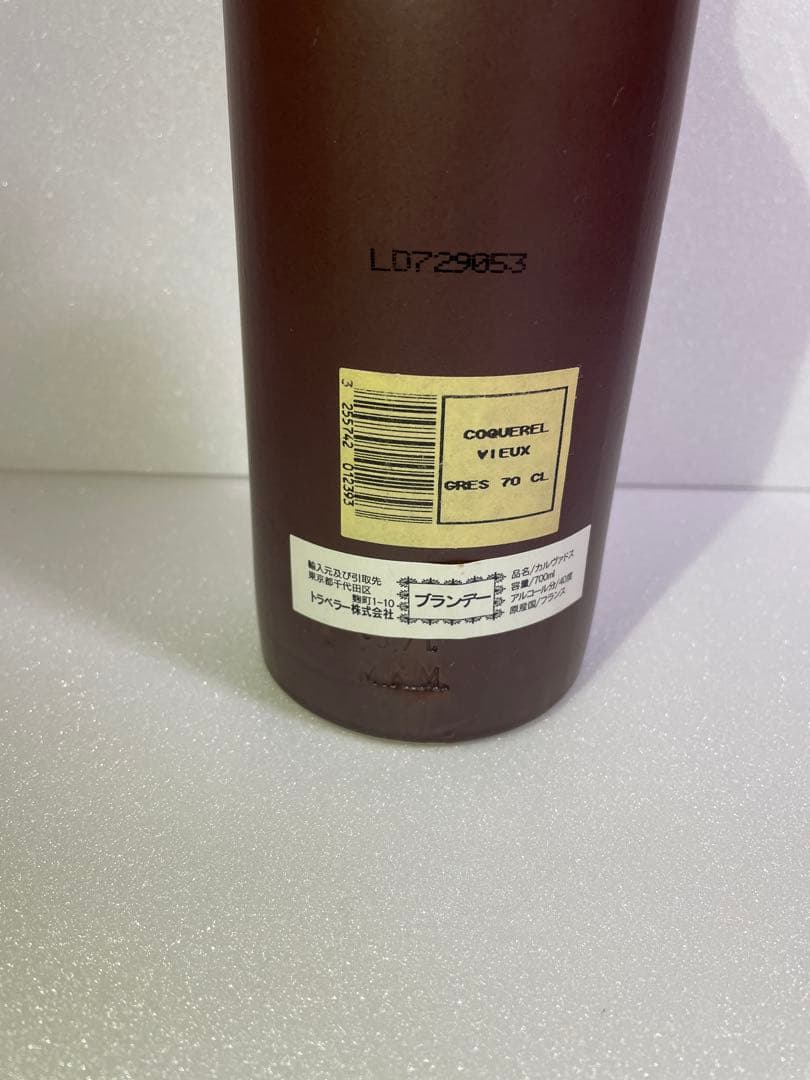 LD729053
3 255742 012393
COQUEREL
VIEUX
GRES 70 CL
輸入元及び引取先
東京都千代田区
麹町1-10
トラベラー株式会社
ブランデー
品名/カルヴァドス
容量/700ml
アルコール分/40度
原産国/フランス